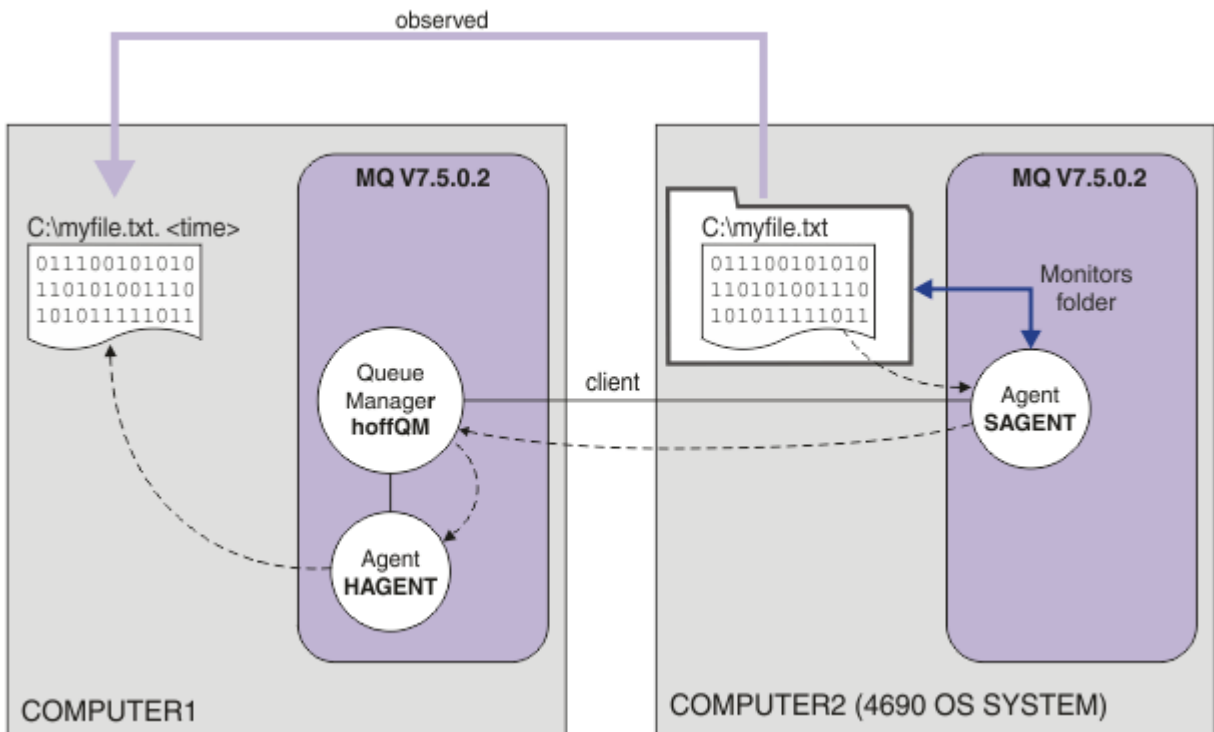 observed
MQ V7.5.0.2
C:\myfile.txt. <time>
011100101010
110101001110
101011111011
Queue
Manager
hoffQM
Agent
HAGENT
COMPUTER1
client
MQ V7.5.0.2
C:\myfile.txt
011100101010
110101001110
101011111011
Monitors
folder
Agent
SAGENT
COMPUTER2 (4690 OS SYSTEM)